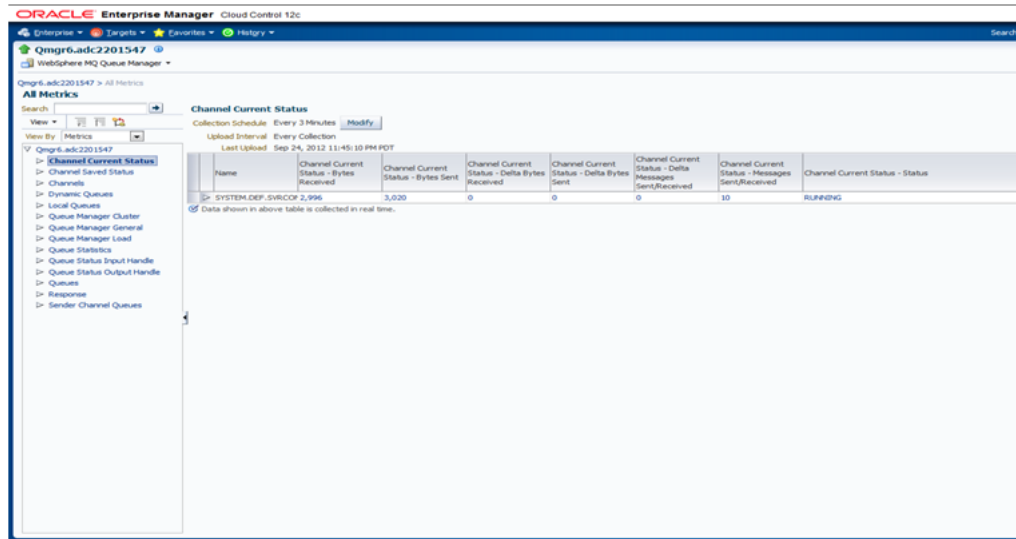 ORACLE Enterprise Manager Cloud Control 12c
Enterprise Targets Favorites History Search
Qmgr6.adc2201547
WebSphere MQ Queue Manager
Qmgr6.adc2201547 > All Metrics
All Metrics
Search
View
View By Metrics
Qmgr6.adc2201547
Channel Current Status
Channel Saved Status
Channels
Dynamic Queues
Local Queues
Queue Manager Cluster
Queue Manager General
Queue Manager Load
Queue Statistics
Queue Status Input Handle
Queue Status Output Handle
Queues
Response
Sender Channel Queues
Channel Current Status
Collection Schedule Every 3 Minutes Modify
Upload Interval Every Collection
Last Upload Sep 24, 2012 11:45:10 PM PDT
Name
Channel Current
Status - Bytes
Received
Channel Current
Status - Bytes Sent
Channel Current
Status - Delta Bytes
Received
Channel Current
Status - Delta Bytes
Sent
Channel Current
Status - Delta
Messages
Sent/Received
Channel Current
Status - Messages
Sent/Received
Channel Current Status - Status
SYSTEM.DEF.SVRCO 2,996 3,020 0 0 0 10 RUNNING
Data shown in above table is collected in real time.